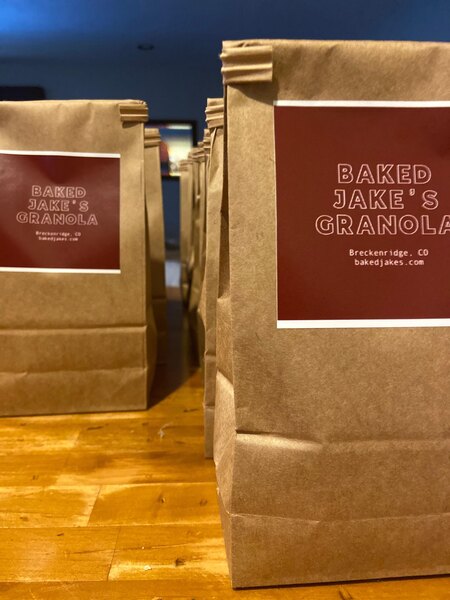 BAKED
JAKE'S
GRANOLA
Breckenridge, CO
bakedjakes.com
BAKED
JAKE'S
GRANOLA
Breckenridge, CO
bakedjakes.com